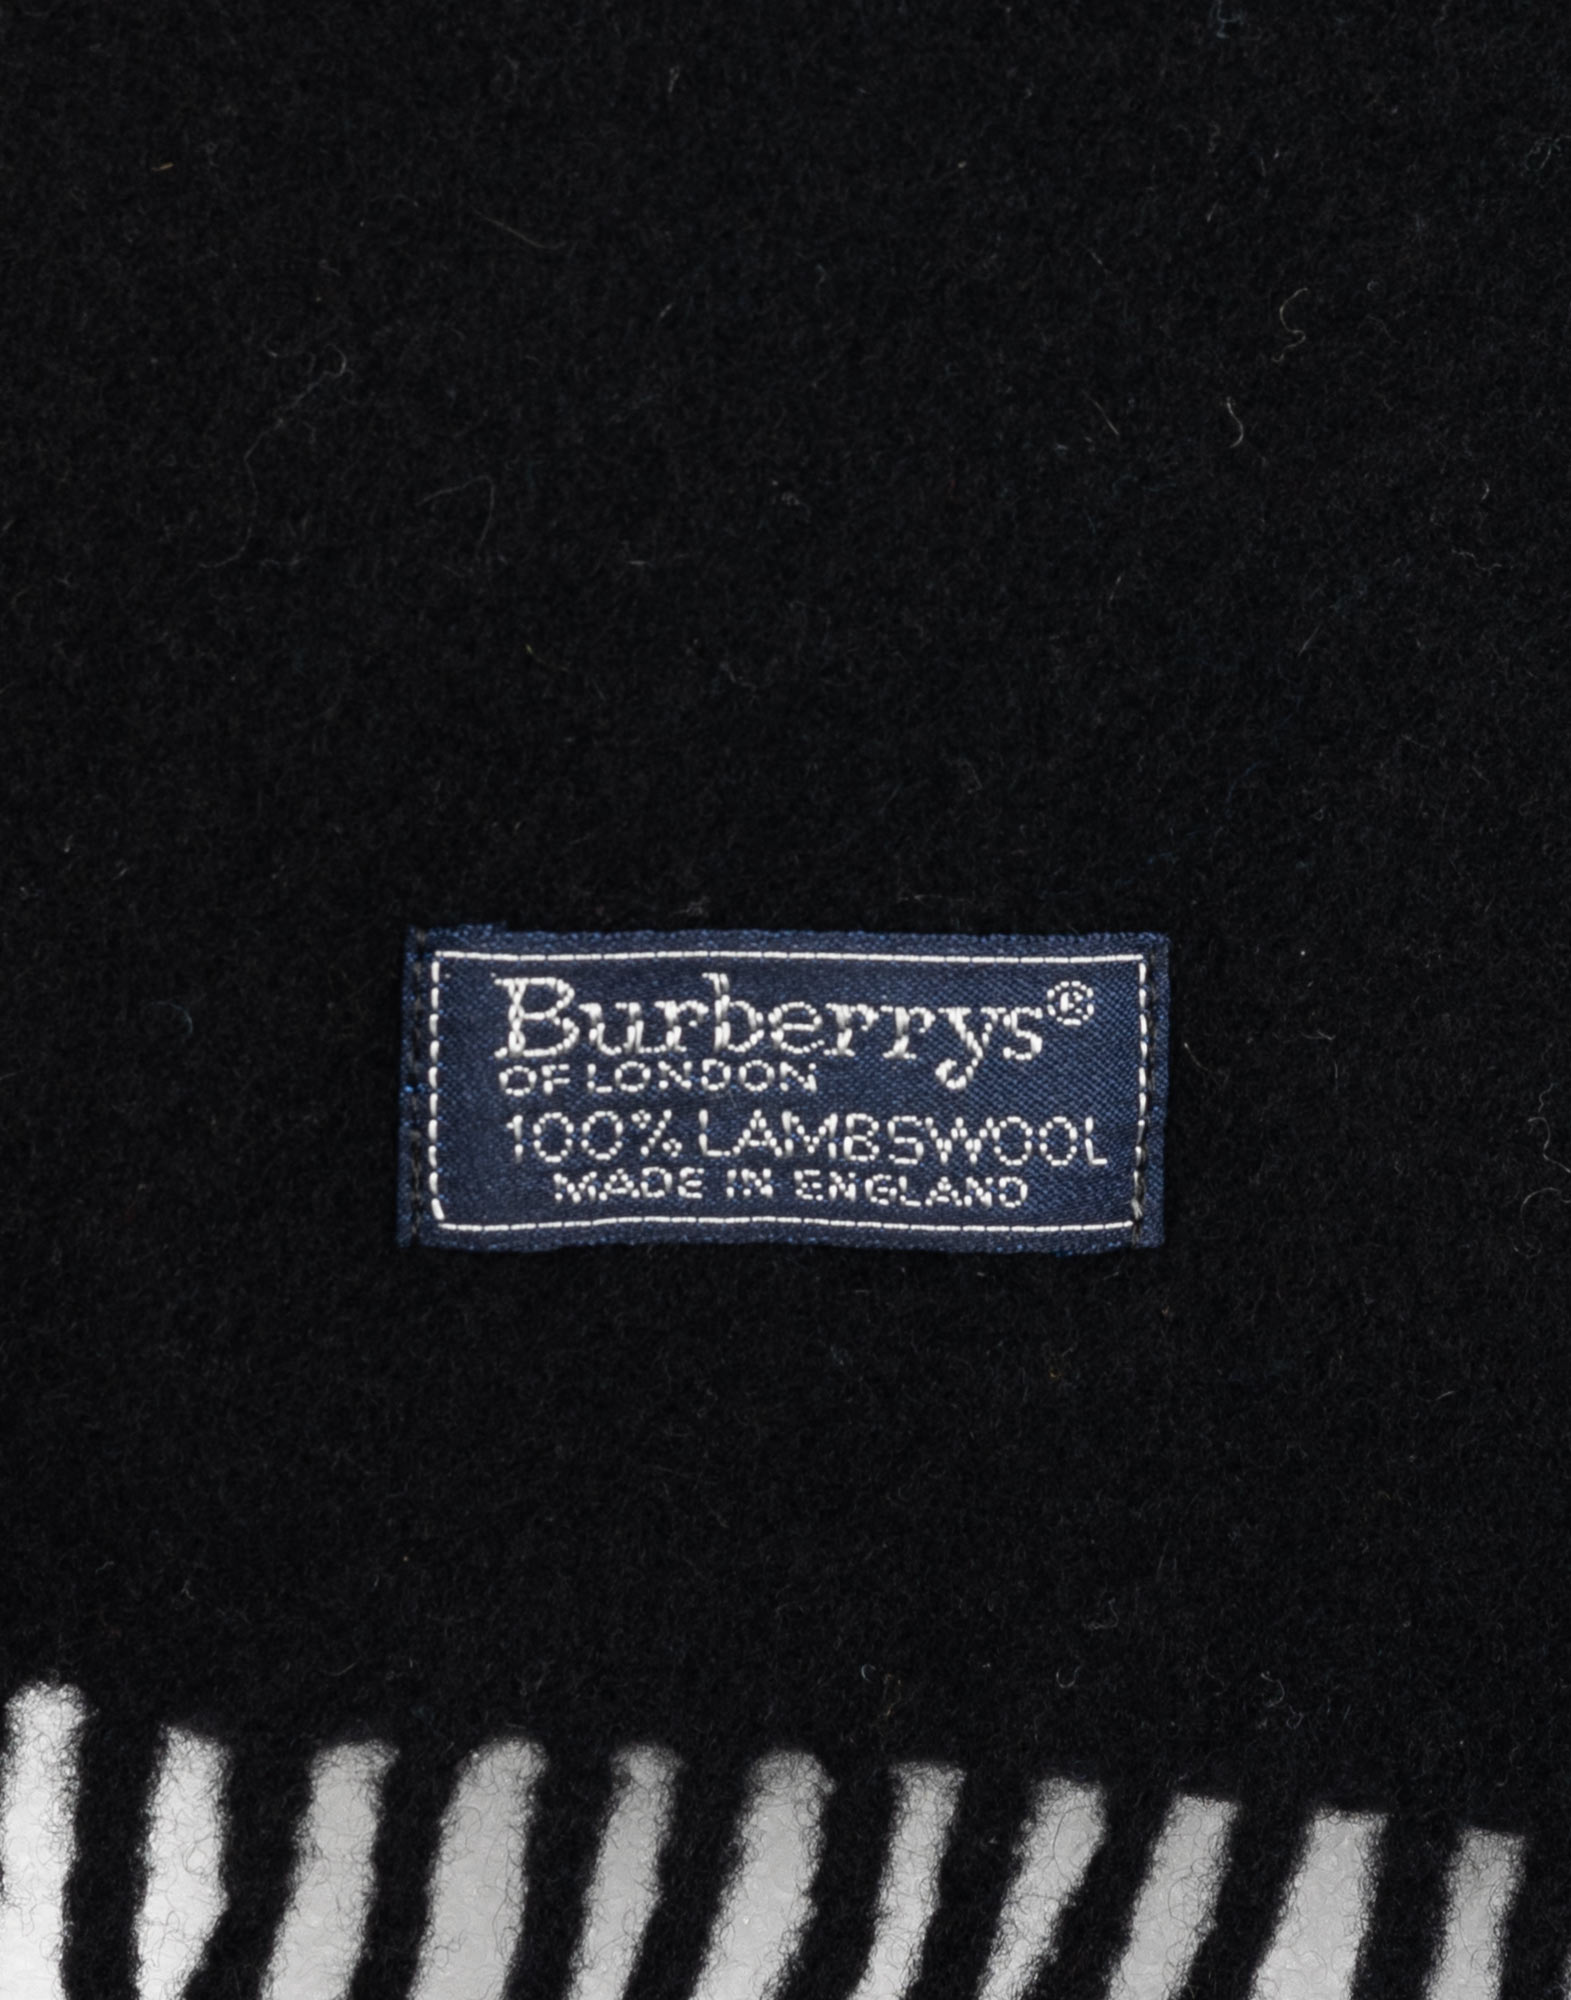 Burberrys®
OF LONDON
100% LAMBSWOOL
MADE IN ENGLAND